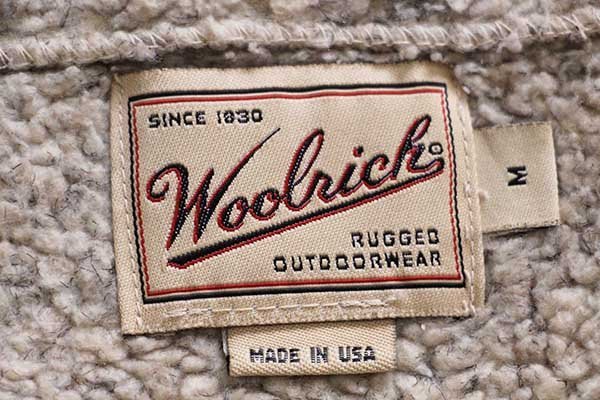 SINCE 1830
Woolrich®
M
RUGGED
OUTDOORWEAR
MADE IN USA